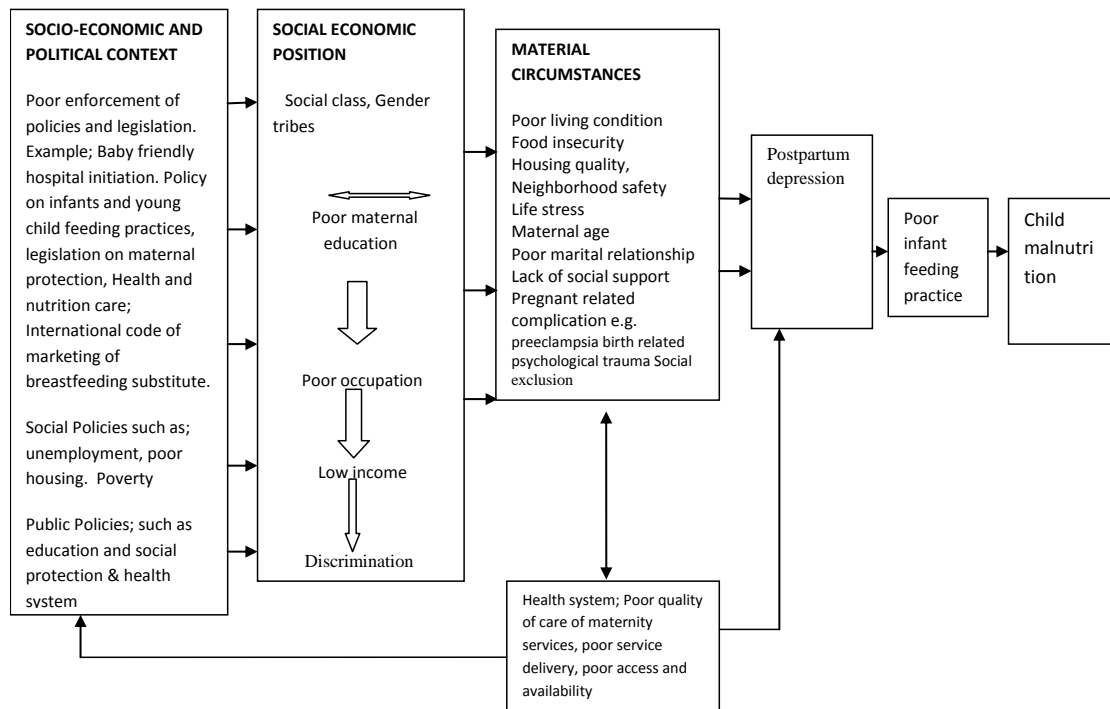 SOCIO-ECONOMIC AND
POLITICAL CONTEXT
Poor enforcement of
policies and legislation.
Example; Baby friendly
hospital initiation. Policy
on infants and young
child feeding practices,
legislation on maternal
protection, Health and
nutrition care;
International code of
marketing of
breastfeeding substitute.
Social Policies such as;
unemployment, poor
housing. Poverty
Public Policies; such as
education and social
protection & health
system
SOCIAL ECONOMIC
POSITION
Social class, Gender
tribes
Poor maternal
education
Poor occupation
Low income
Discrimination
MATERIAL
CIRCUMSTANCES
Poor living condition
Food insecurity
Housing quality,
Neighborhood safety
Life stress
Maternal age
Poor marital relationship
Lack of social support
Pregnant related
complication e.g.
preeclampsia birth related
psychological trauma Social
exclusion
Health system; Poor quality
of care of maternity
services, poor service
delivery, poor access and
availability
Postpartum
depression
Poor
infant
feeding
practice
Child
malnutri
tion